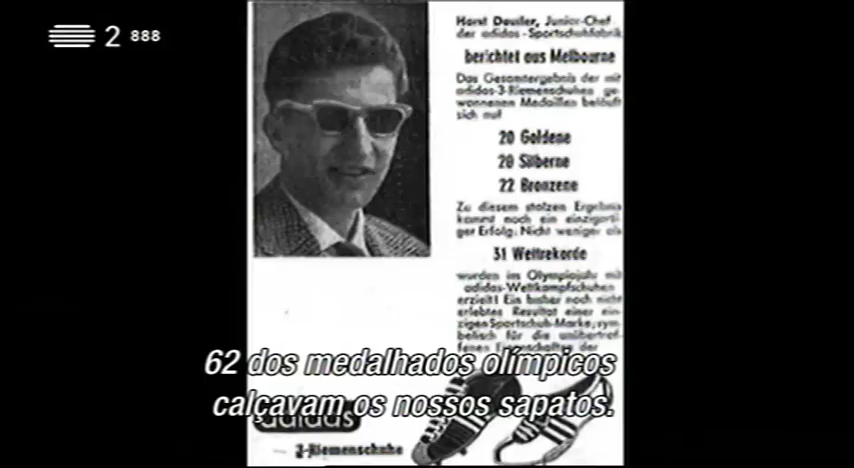 2 888
Horst Dassler, Junior-Chef
der adidas-Sportschuhfabrik
berichtet aus Melbourne
Das Gesamtergebnis der mit
adidas-3-Riemenschuhen ge-
wonnenen Medaillen beläuft
sich auf
20 Goldene
20 Silberne
22 Bronzene
Zu diesem stolzen Ergebnis
kommt noch ein einzigarti-
ger Erfolg: Nicht weniger als
31 Weltrekorde
wurden im Olympiajahr mit
adidas-Wettkampfschuhen
erzielt! Ein bisher noch nicht
erlebtes Resultat einer ein-
zigen Sportschuh-Marke, sym-
bolisch für die unübertrof-
fenen Eigenschaften der
62 dos medalhados olímpicos
calçavam os nossos sapatos.
adidas
3-Riemenschuhe